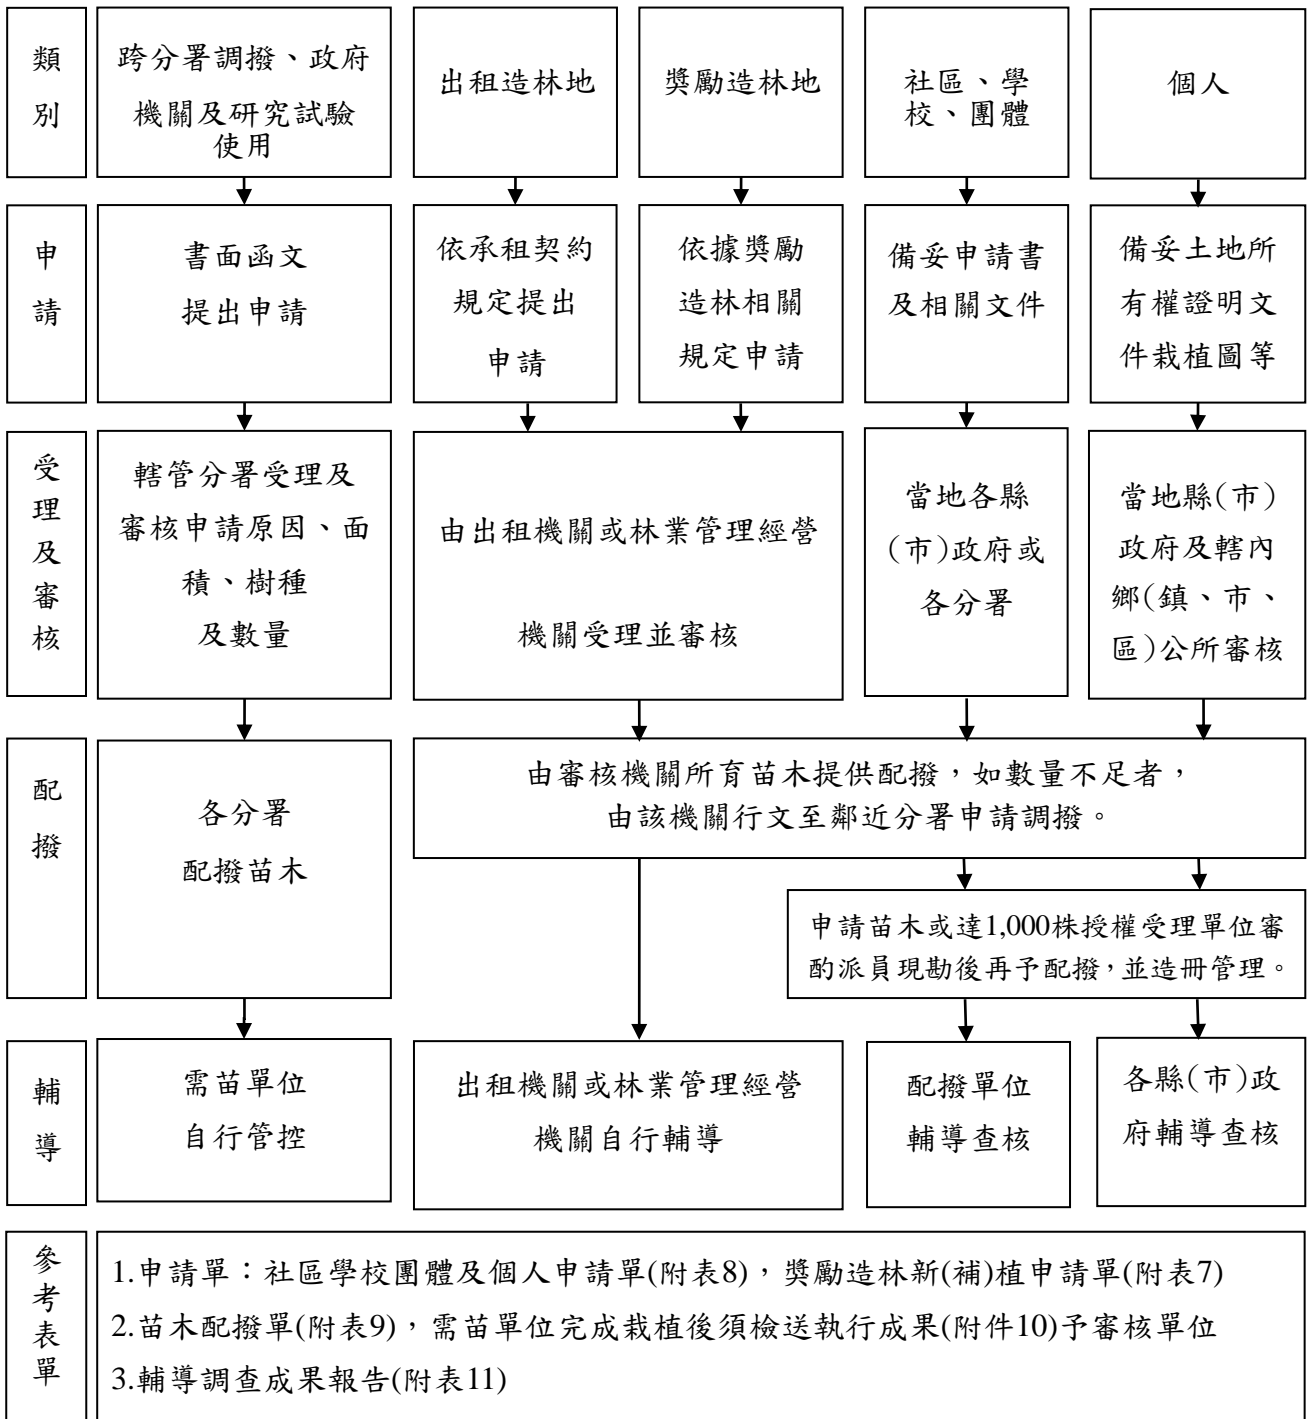 類
別
跨分署調撥、政府
機關及研究試驗
使用
出租造林地
獎勵造林地
社區、學
校、團體
個人
申
請
書面函文
提出申請
依承租契約
規定提出
申請
依據獎勵
造林相關
規定申請
備妥申請書
及相關文件
備妥土地所
有權證明文
件栽植圖等
受
理
及
審
核
轄管分署受理及
審核申請原因、面
積、樹種
及數量
由出租機關或林業管理經營
機關受理並審核
當地各縣
(市)政府或
各分署
當地縣(市)
政府及轄內
鄉(鎮、市、
區)公所審核
配
撥
各分署
配撥苗木
由審核機關所育苗木提供配撥，如數量不足者，
由該機關行文至鄰近分署申請調撥。
申請苗木或達1,000株授權受理單位審
酌派員現勘後再予配撥，並造冊管理。
輔
導
需苗單位
自行管控
出租機關或林業管理經營
機關自行輔導
配撥單位
輔導查核
各縣(市)政
府輔導查核
參
考
表
單
1.申請單：社區學校團體及個人申請單(附表8)，獎勵造林新(補)植申請單(附表7)
2.苗木配撥單(附表9)，需苗單位完成栽植後須檢送執行成果(附件10)予審核單位
3.輔導調查成果報告(附表11)